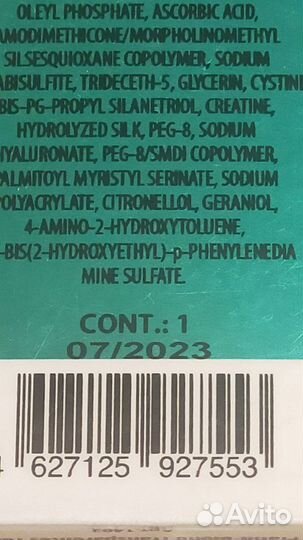 OLEYL PHOSPHATE, ASCORBIC ACID,
AMODIMETHICONE/MORPHOLINOMETHYL
SILSESQUIOXANE COPOLYMER, SODIUM
ABISULFITE, TRIDECETH-5, GLYCERIN, CYSTINE
BIS-PG-PROPYL SILANETRIOL, CREATINE,
HYDROLYZED SILK, PEG-8, SODIUM
HYALURONATE, PEG-8/SMDI COPOLYMER,
PALMITOYL MYRISTYL SERINATE, SODIUM
POLYACRYLATE, CITRONELLOL, GERANIOL,
4-AMINO-2-HYDROXYTOLUENE,
-BIS(2-HYDROXYETHYL)-p-PHENYLENEDIA
MINE SULFATE.
CONT.: 1
07/2023
4 627125 927553
Avito